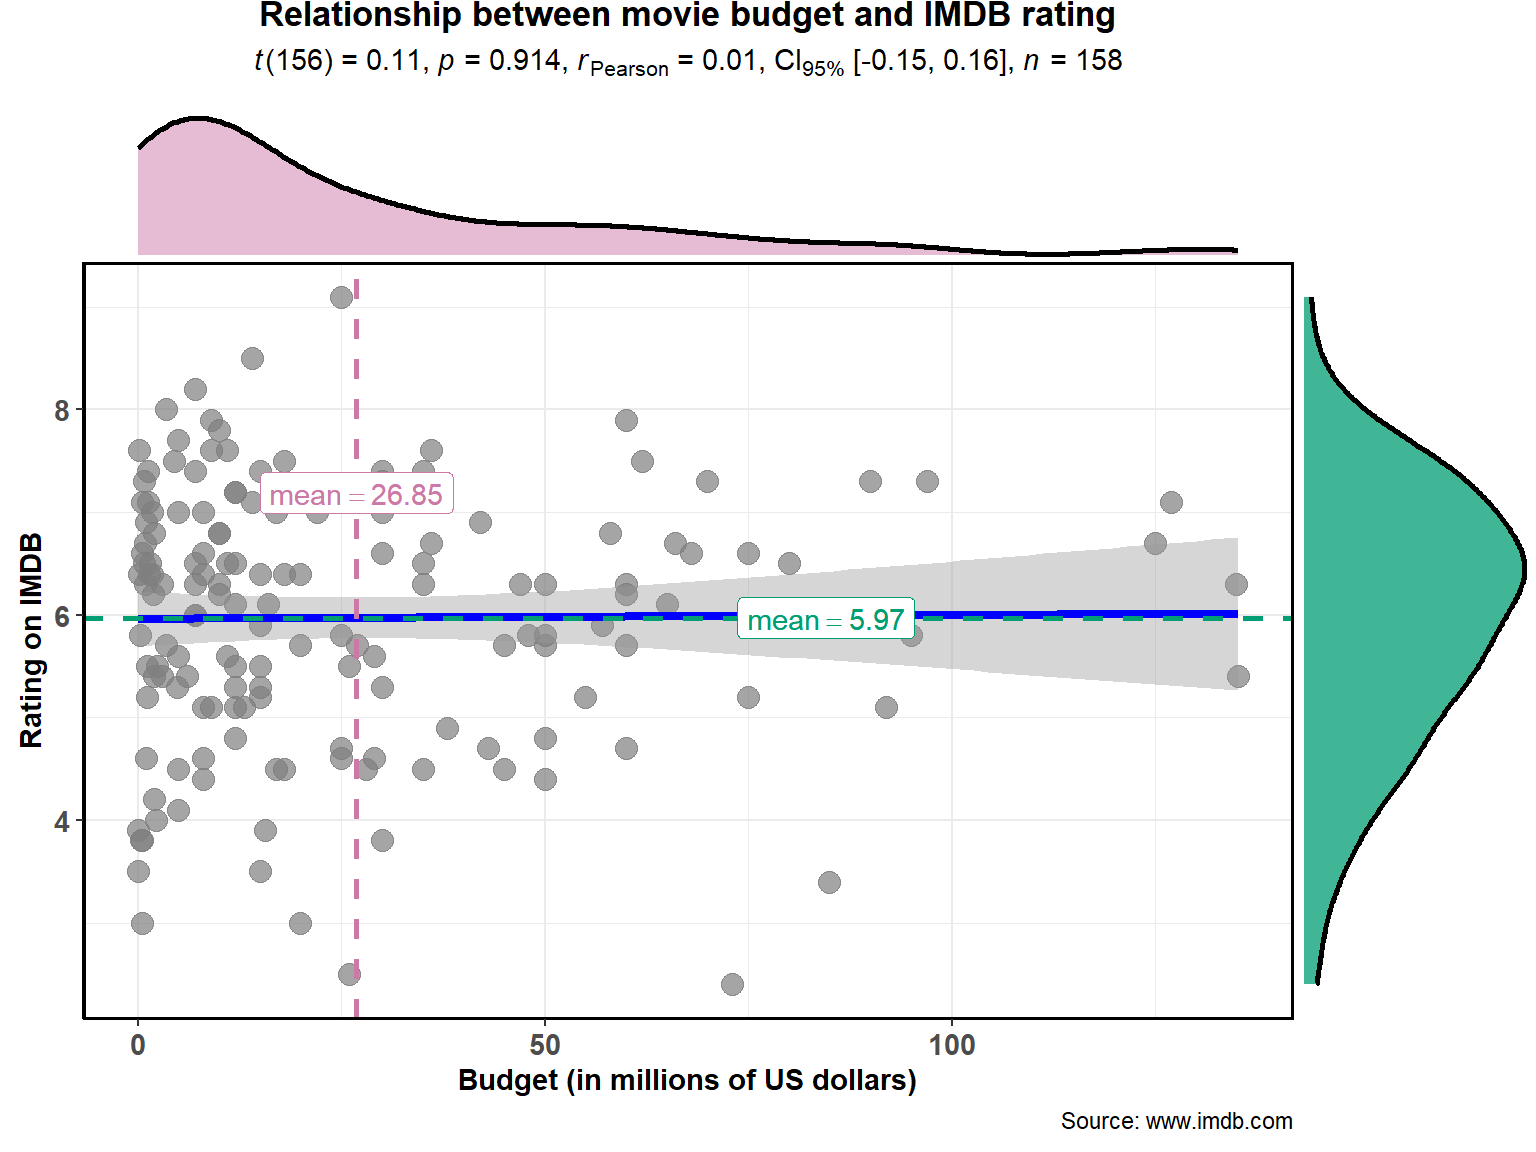 Relationship between movie budget and IMDB rating
t(156) = 0.11, p = 0.914, rPearson = 0.01, CI95% [-0.15, 0.16], n = 158
8
mean = 26.85
6
mean = 5.97
4
Rating on IMDB
0 50 100
Budget (in millions of US dollars)
Source: www.imdb.com